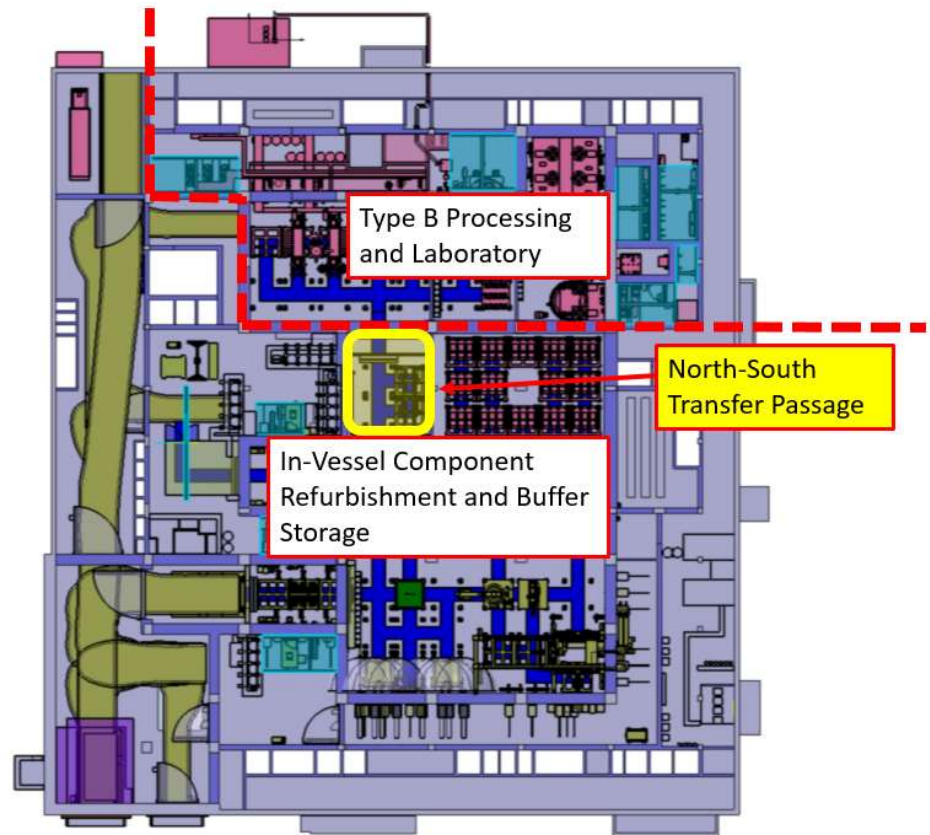 Type B Processing
and Laboratory
North-South
Transfer Passage
In-Vessel Component
Refurbishment and Buffer
Storage